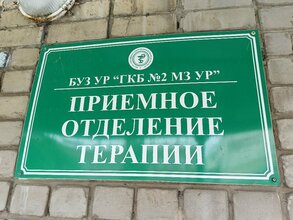 БУЗ УР "ГКБ №2 МЗ УР"
ПРИЕМНОЕ
ОТДЕЛЕНИЕ
ТЕРАПИИ